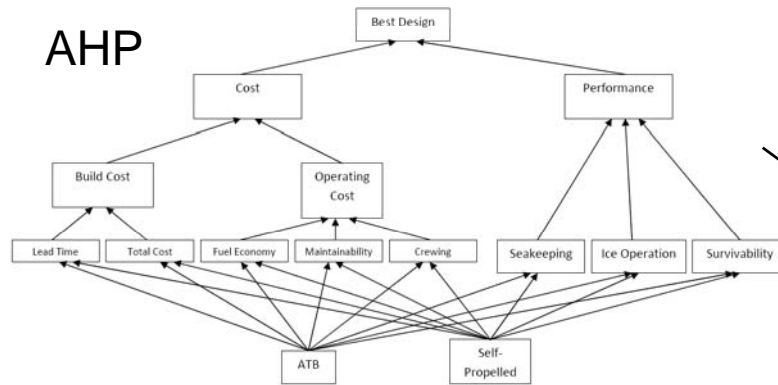 AHP
Best Design
Cost
Performance
Build Cost
Operating
Cost
Lead Time
Total Cost
Fuel Economy
Maintainability
Crewing
Seakeeping
Ice Operation
Survivability
ATB
Self-
Propelled